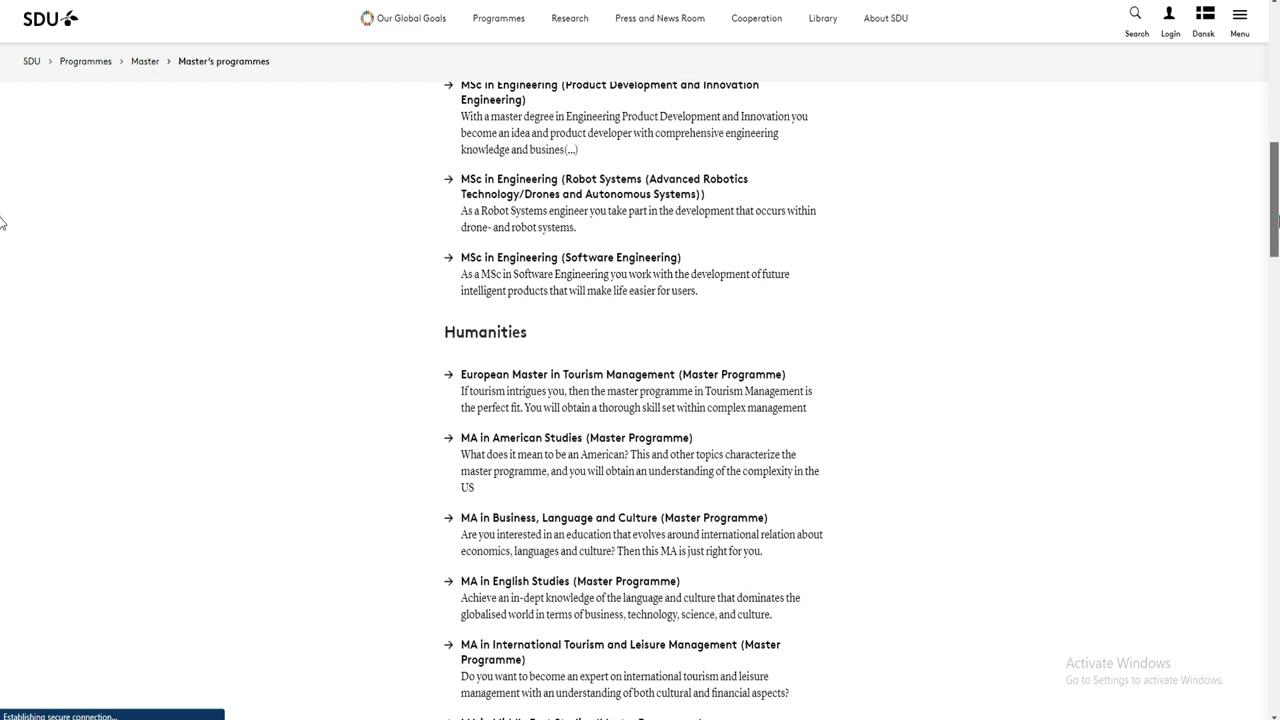 SDU
Our Global Goals
Programmes
Research
Press and News Room
Cooperation
Library
About SDU
Search
Login
Dansk
Menu
SDU > Programmes > Master > Master's programmes
→ MSc in Engineering (Product Development and Innovation
Engineering)
With a master degree in Engineering Product Development and Innovation you
become an idea and product developer with comprehensive engineering
knowledge and busines(...)
→ MSc in Engineering (Robot Systems (Advanced Robotics
Technology/Drones and Autonomous Systems))
As a Robot Systems engineer you take part in the development that occurs within
drone- and robot systems.
→ MSc in Engineering (Software Engineering)
As a MSc in Software Engineering you work with the development of future
intelligent products that will make life easier for users.
Humanities
→ European Master in Tourism Management (Master Programme)
If tourism intrigues you, then the master programme in Tourism Management is
the perfect fit. You will obtain a thorough skill set within complex management
→ MA in American Studies (Master Programme)
What does it mean to be an American? This and other topics characterize the
master programme, and you will obtain an understanding of the complexity in the
US
→ MA in Business, Language and Culture (Master Programme)
Are you interested in an education that evolves around international relation about
economics, languages and culture? Then this MA is just right for you.
→ MA in English Studies (Master Programme)
Achieve an in-dept knowledge of the language and culture that dominates the
globalised world in terms of business, technology, science, and culture.
→ MA in International Tourism and Leisure Management (Master
Programme)
Do you want to become an expert on international tourism and leisure
management with an understanding of both cultural and financial aspects?
Activate Windows
Go to Settings to activate Windows.
Establishing secure connection...